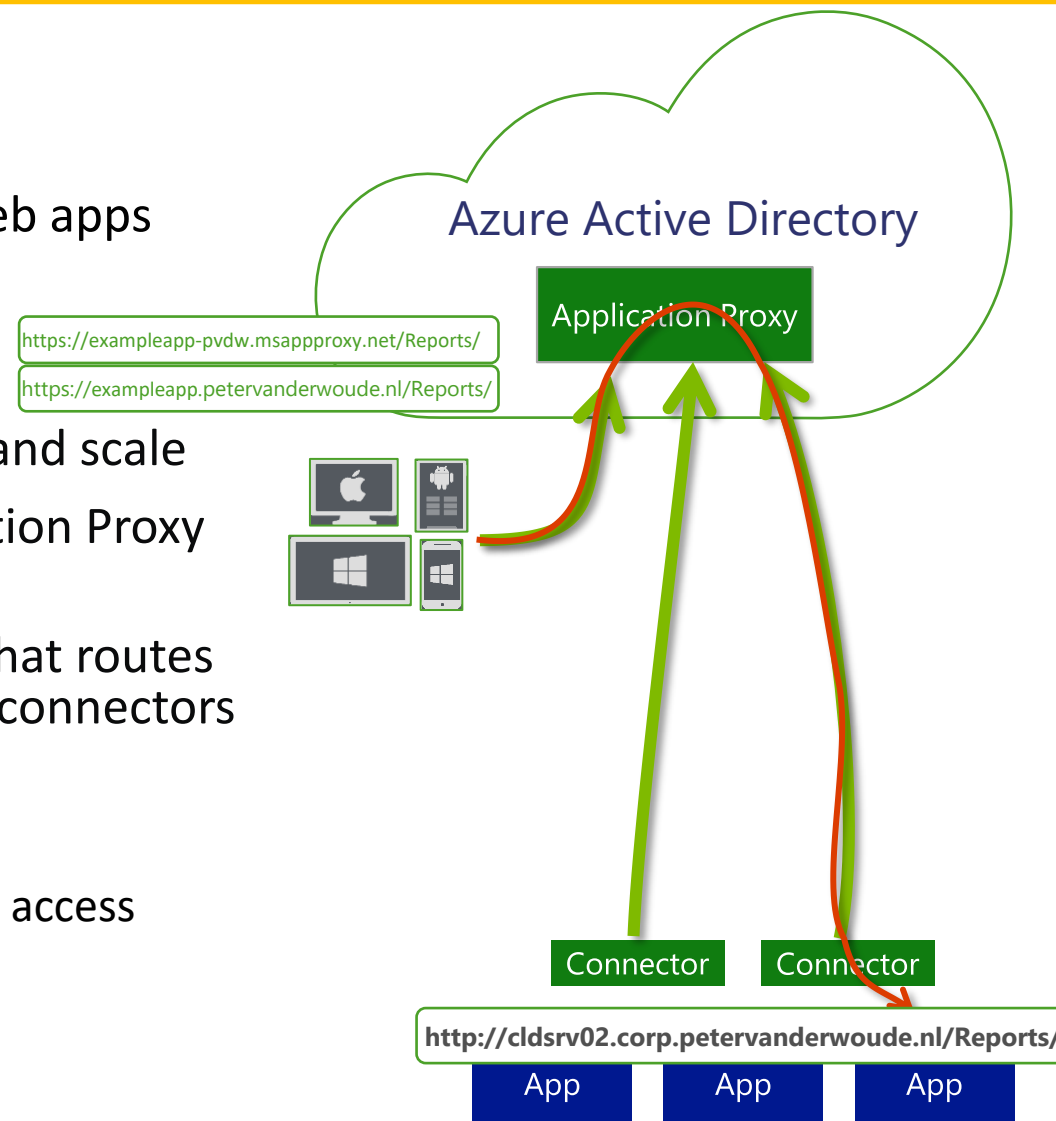 eb apps
Azure Active Directory
Application Proxy
https://exampleapp-pvdw.msappproxy.net/Reports/
https://exampleapp.petervanderwoude.nl/Reports/
and scale
tion Proxy
hat routes
connectors
access
Connector
Connector
http://cldsrv02.corp.petervanderwoude.nl/Reports/
App
App
App